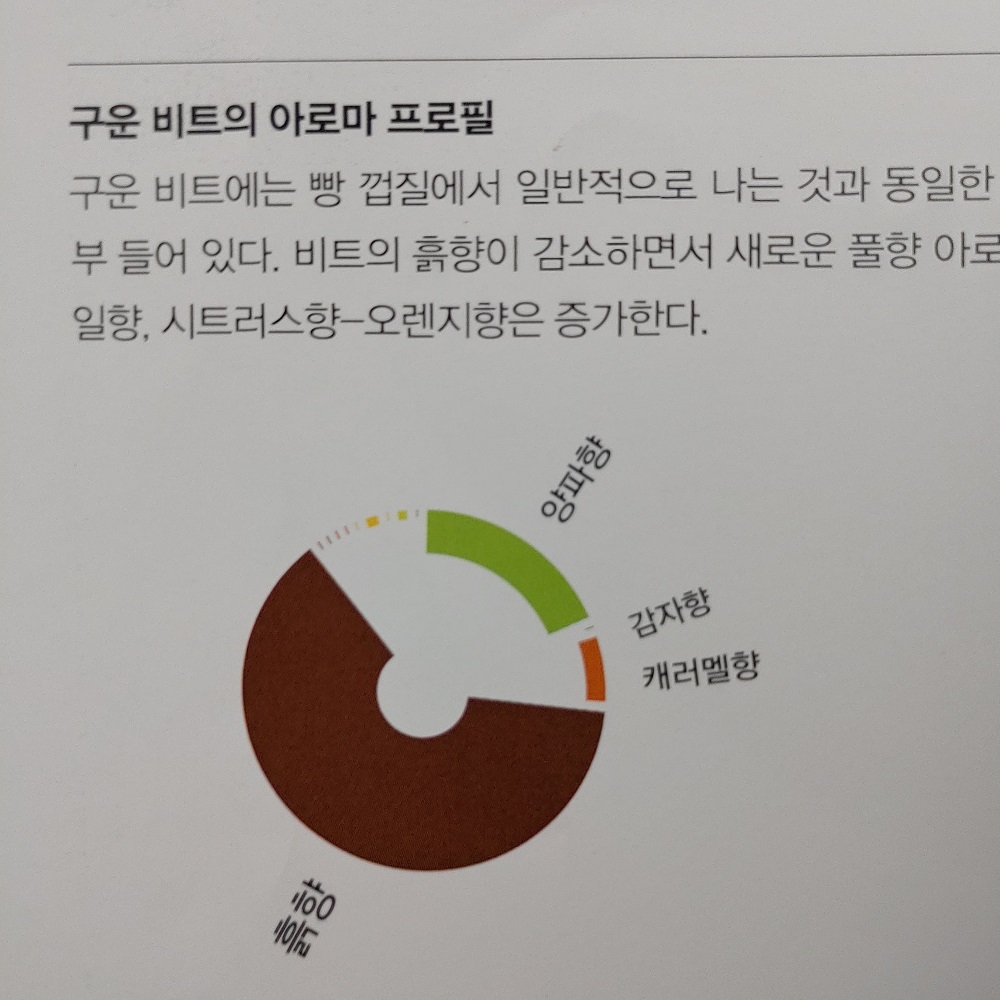 구운 비트의 아로마 프로필
구운 비트에는 빵 껍질에서 일반적으로 나는 것과 동일한
부 들어 있다. 비트의 흙향이 감소하면서 새로운 풀향 아로
일향, 시트러스향–오렌지향은 증가한다.
양파향
감자향
캐러멜향
흙향